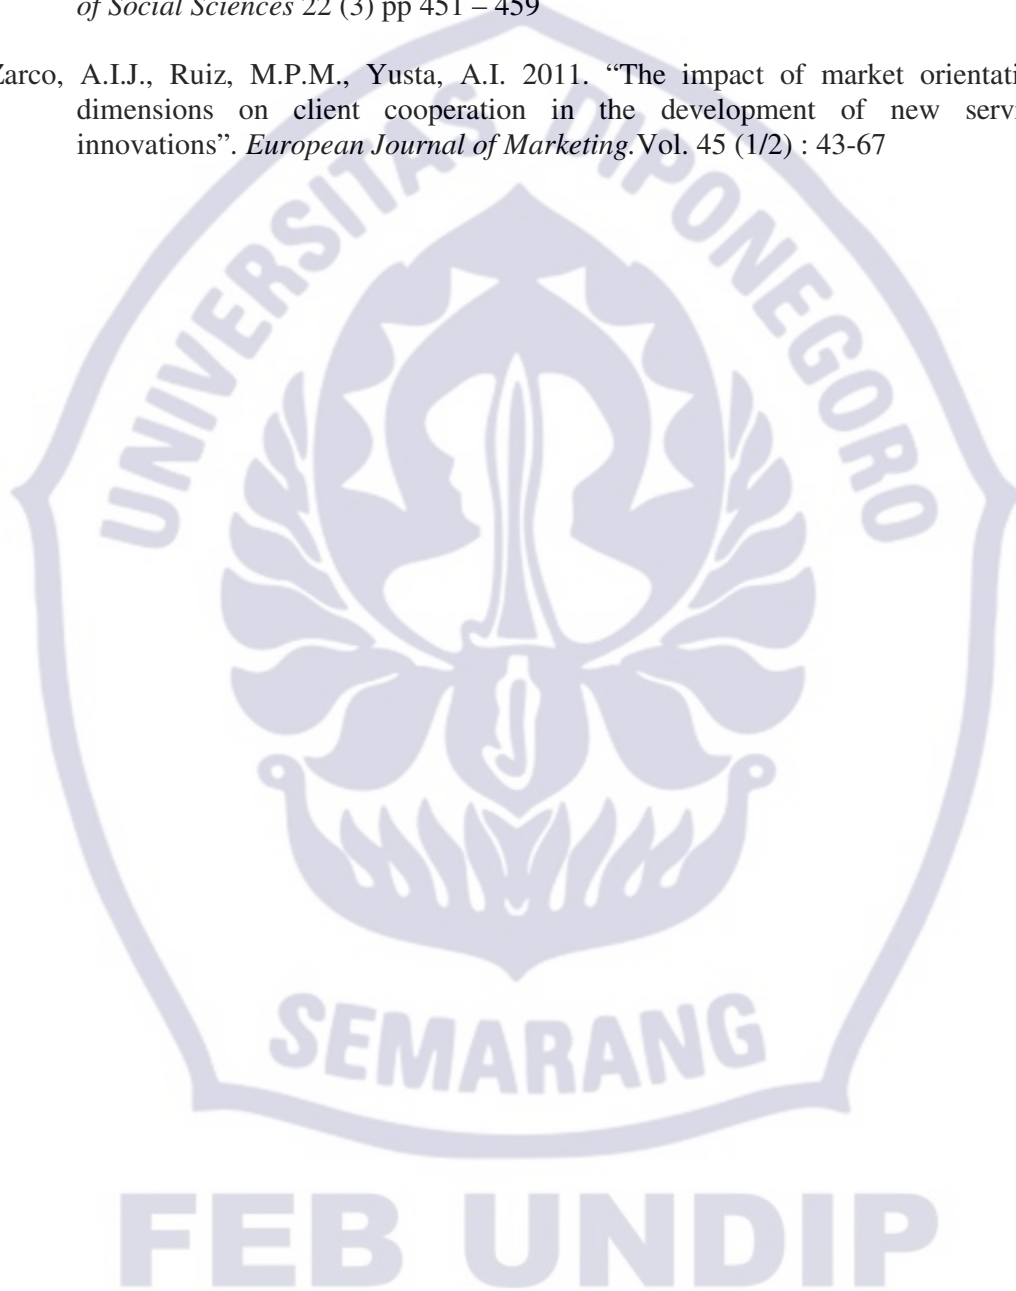 of Social Sciences 22 (3) pp 451 – 459
Zarco, A.I.J., Ruiz, M.P.M., Yusta, A.I. 2011. “The impact of market orientati
dimensions on client cooperation in the development of new servi
innovations”. European Journal of Marketing.Vol. 45 (1/2) : 43-67
UNIVERSITAS DIPONEGORO
SEMARANG
FEB UNDIP